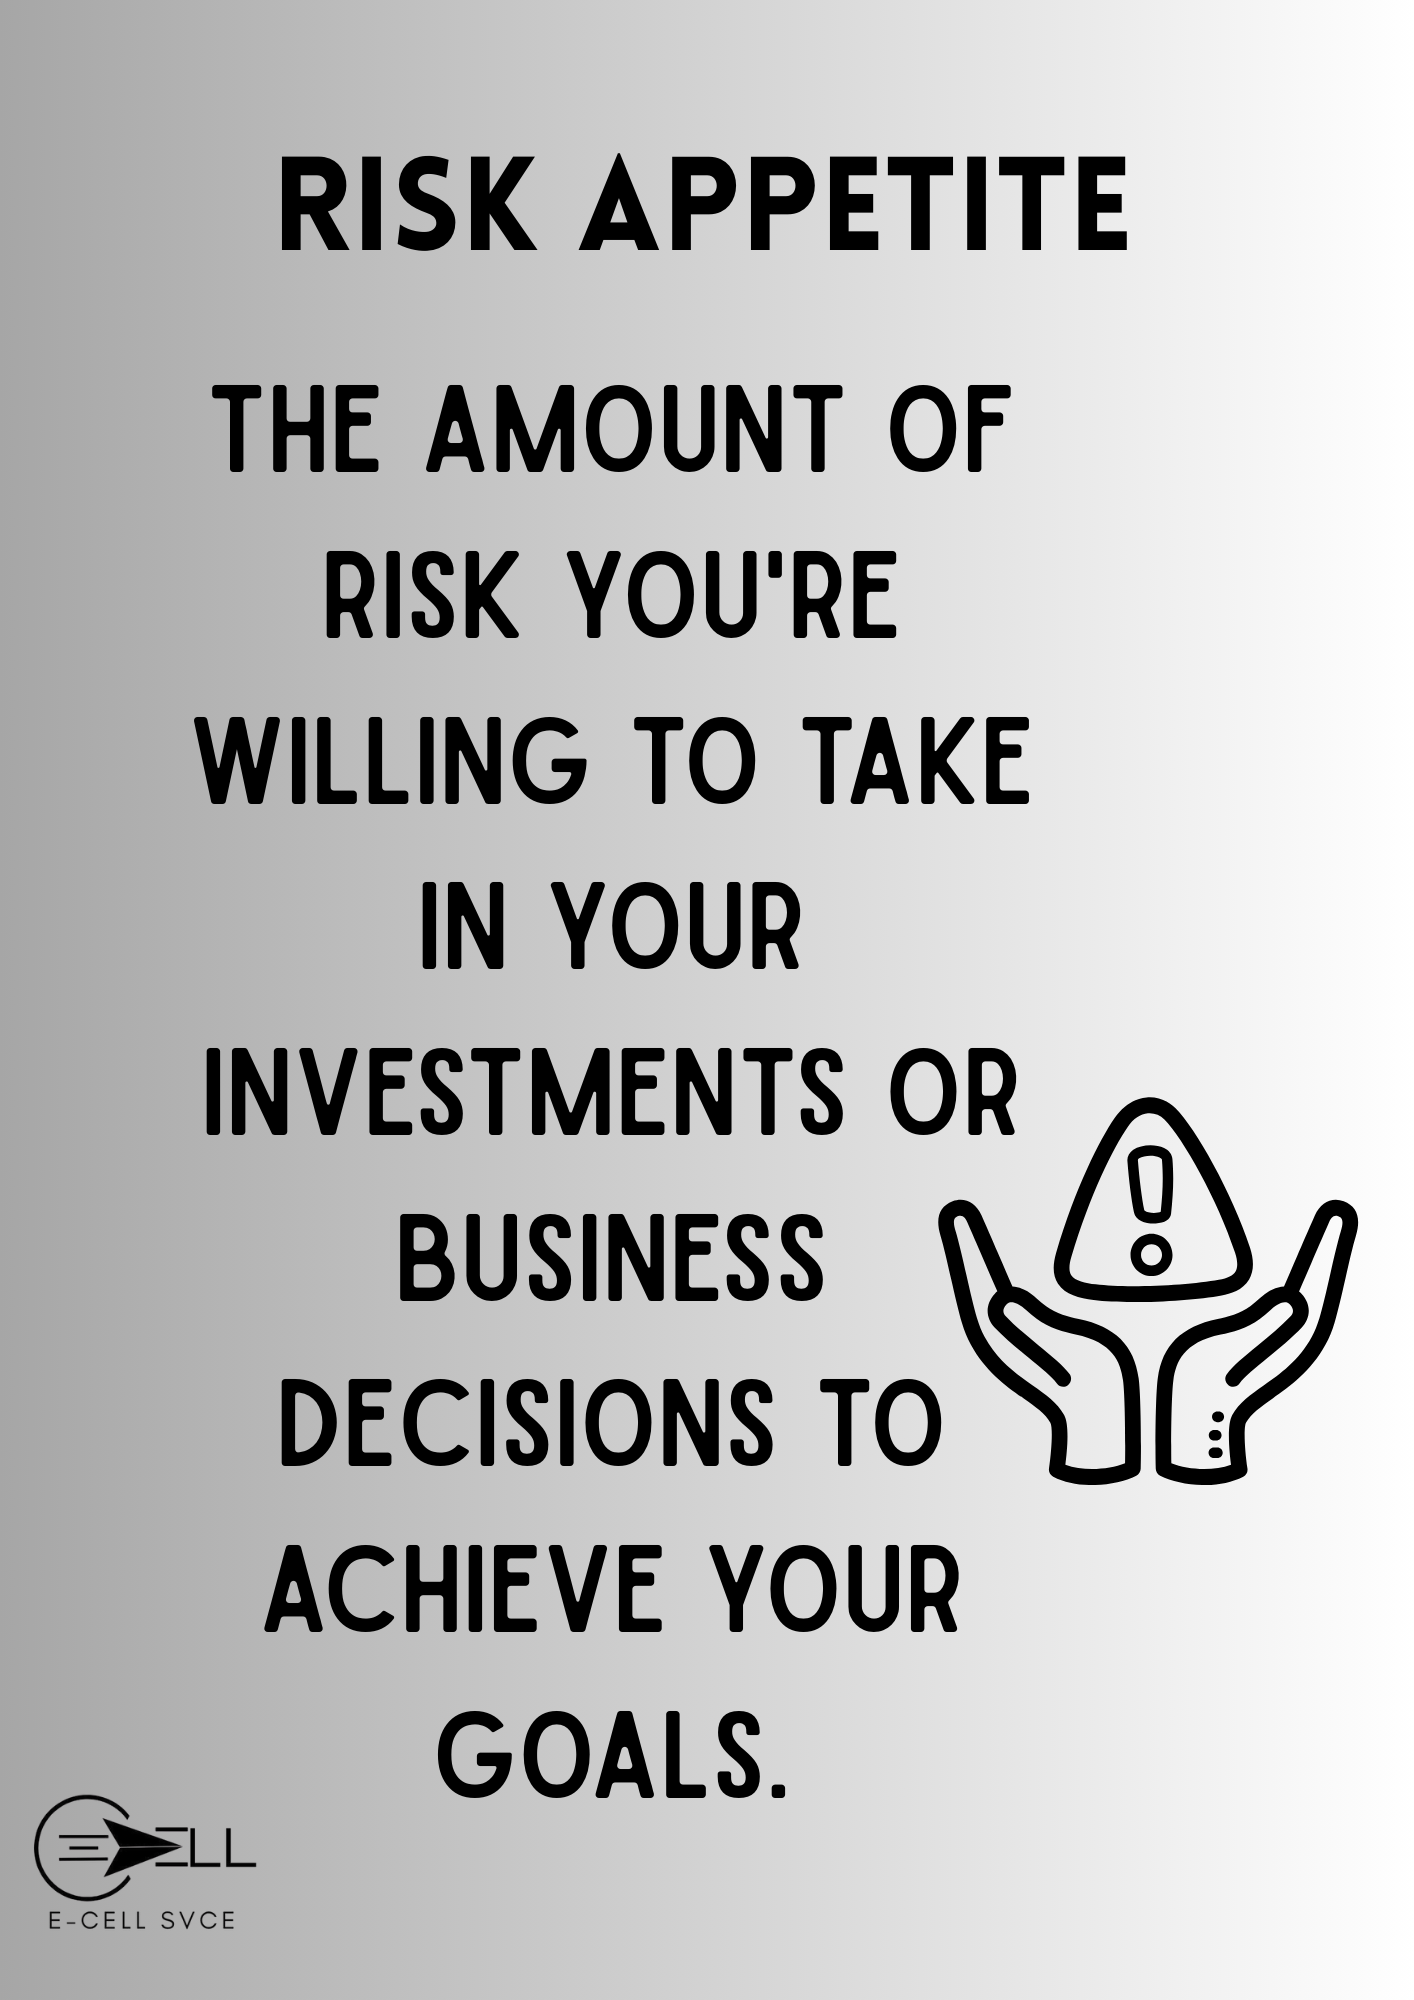 RISK APPETITE
THE AMOUNT OF
RISK YOU'RE
WILLING TO TAKE
IN YOUR
INVESTMENTS OR
BUSINESS
DECISIONS TO
ACHIEVE YOUR
GOALS.
E-CELL
E-CELL SVCE